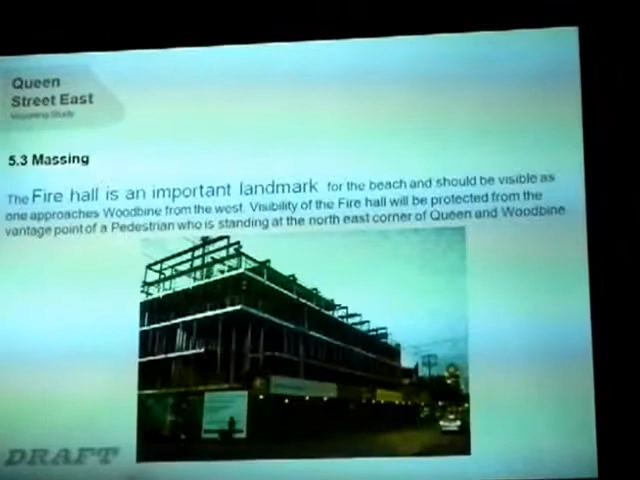 Queen
Street East
Visioning Study
5.3 Massing
The Fire hall is an important landmark for the beach and should be visible as
one approaches Woodbine from the west. Visibility of the Fire hall will be protected from the
vantage point of a Pedestrian who is standing at the north east corner of Queen and Woodbine
DRAFT